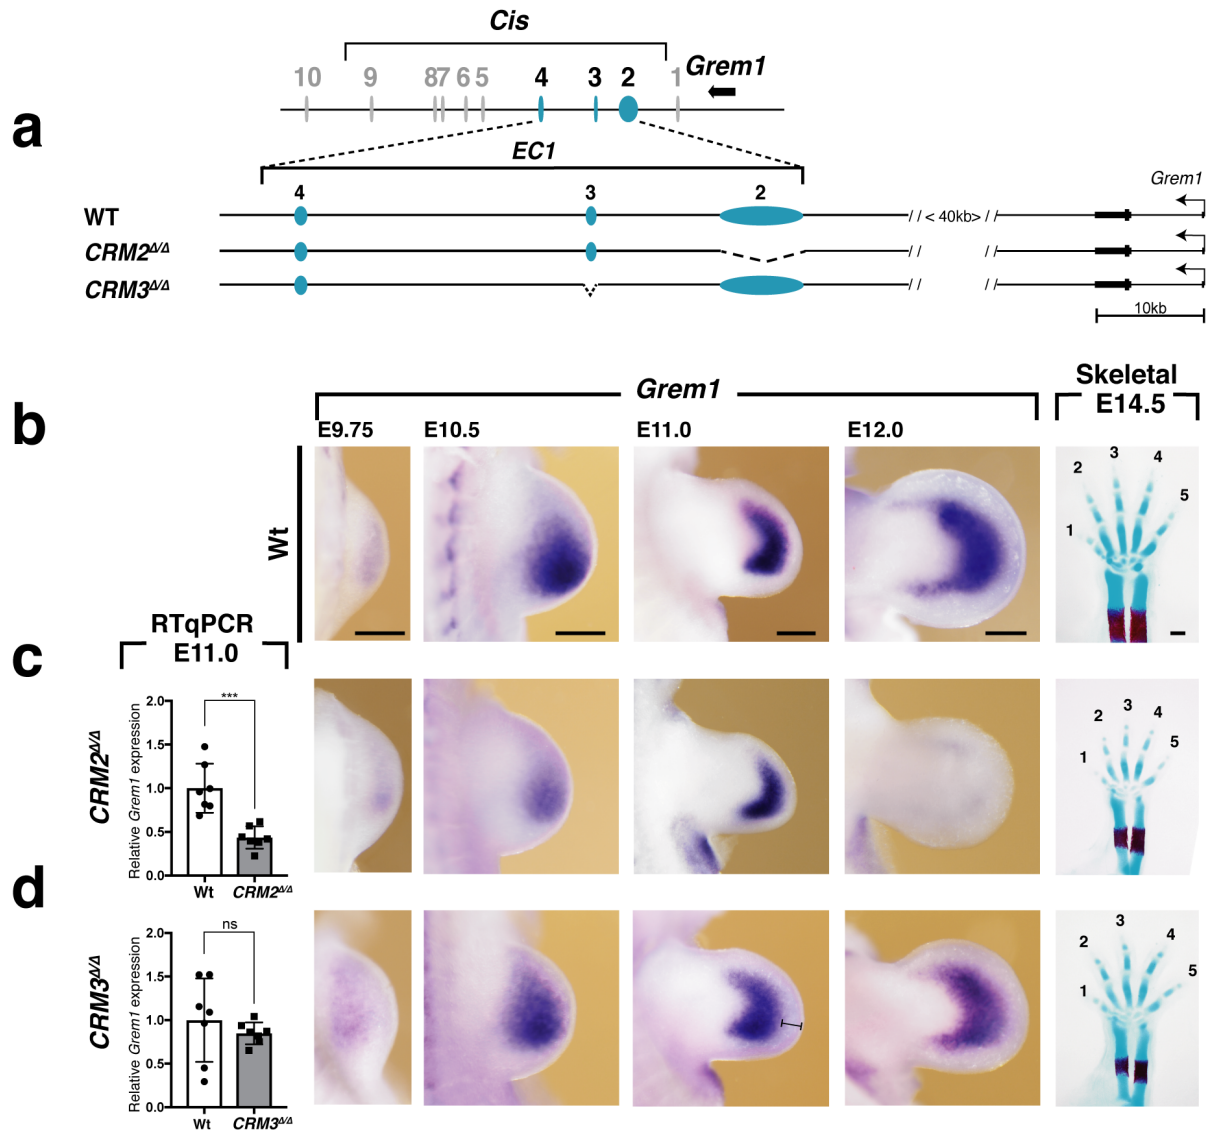 a
Cis
10 9 8 7 6 5 4 3 2 1 Grem1
EC1
4 3 2 Grem1
WT // < 40kb> //
CRM2Δ/Δ // //
CRM3Δ/Δ // //
10kb
b
Grem1
Skeletal
E14.5
E9.75 E10.5 E11.0 E12.0
Wt
1 2 3 4 5
c
RTqPCR
E11.0
CRM2Δ/Δ
Relative Grem1 expression
2.0
1.5
1.0
0.5
0.0
***
Wt CRM2Δ/Δ
1 2 3 4 5
d
CRM3Δ/Δ
Relative Grem1 expression
2.0
1.5
1.0
0.5
0.0
ns
Wt CRM3Δ/Δ
1 2 3 4 5